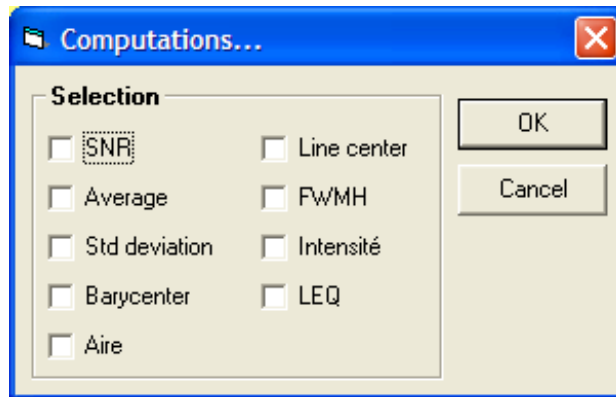 Computations...
Selection
SNR
Average
Std deviation
Barycenter
Aire
Line center
FWMH
Intensité
LEQ
OK
Cancel